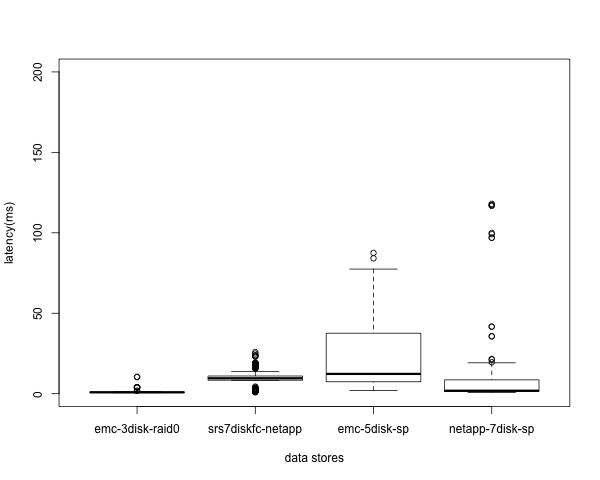 200
150
100
50
0
latency(ms)
emc-3disk-raid0 srs7diskfc-netapp emc-5disk-sp netapp-7disk-sp
data stores